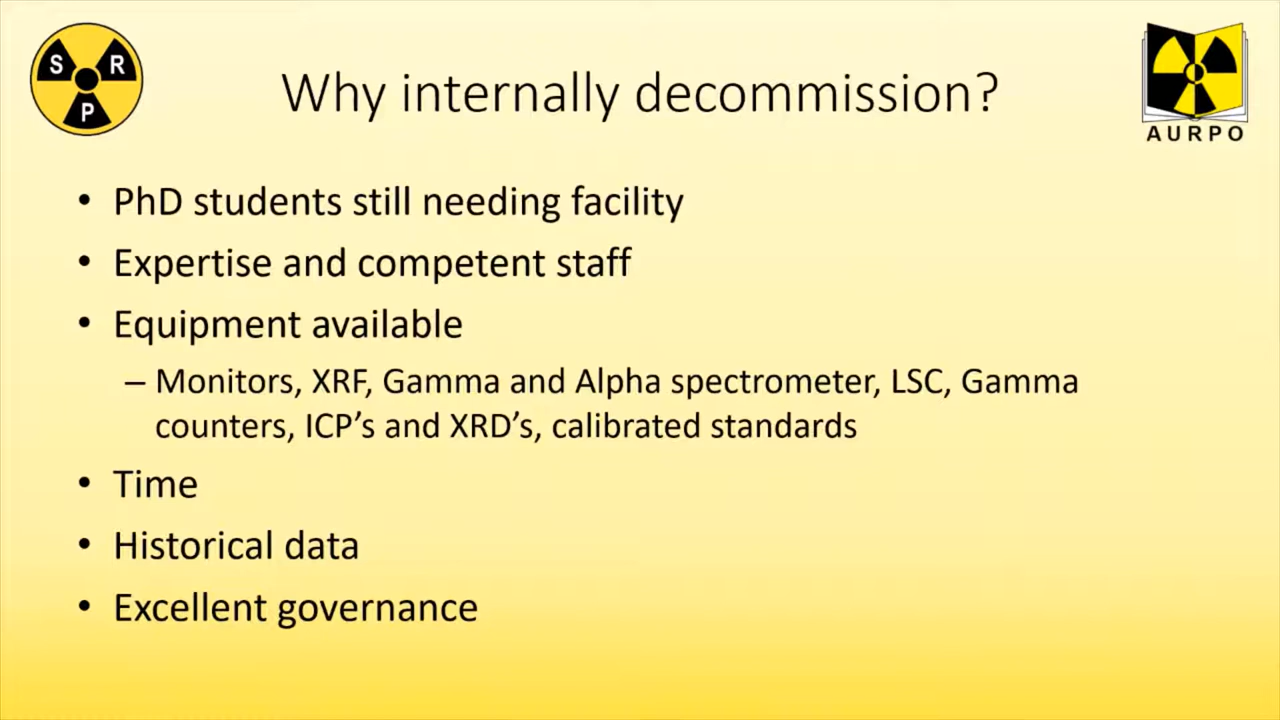 S R
P
Why internally decommission?
AURPO
• PhD students still needing facility
• Expertise and competent staff
• Equipment available
– Monitors, XRF, Gamma and Alpha spectrometer, LSC, Gamma
counters, ICP’s and XRD’s, calibrated standards
• Time
• Historical data
• Excellent governance